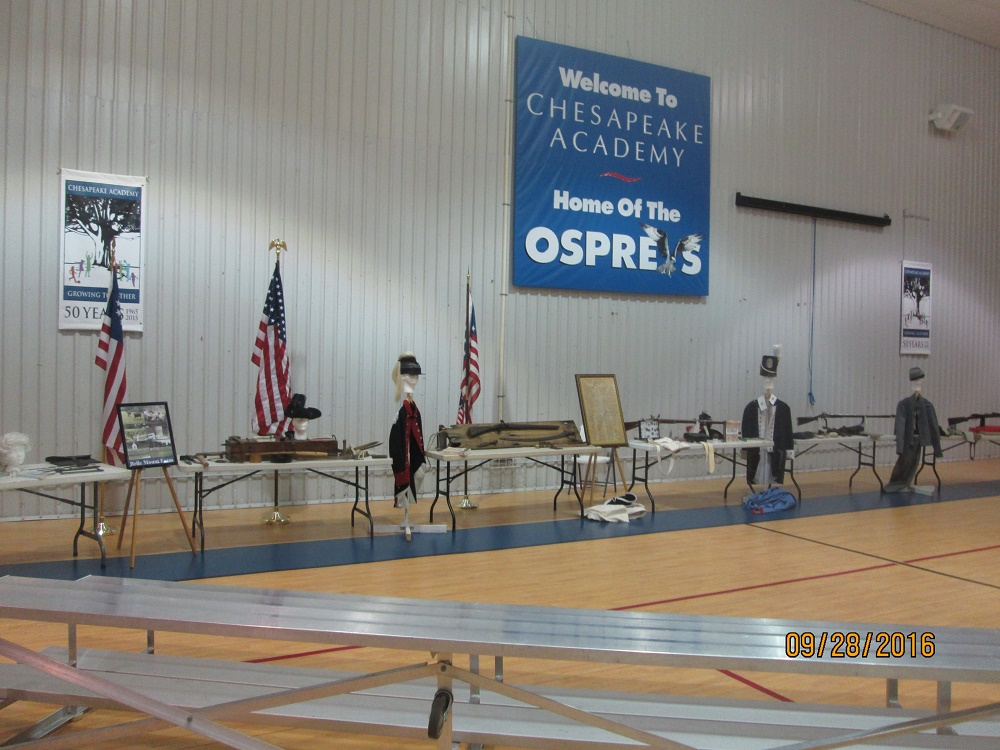 Welcome To
CHESAPEAKE
ACADEMY
Home Of The
OSPREYS
CHESAPEAKE ACADEMY
GROWING TOGETHER
50 YEARS 1965
2015
09/28/2016